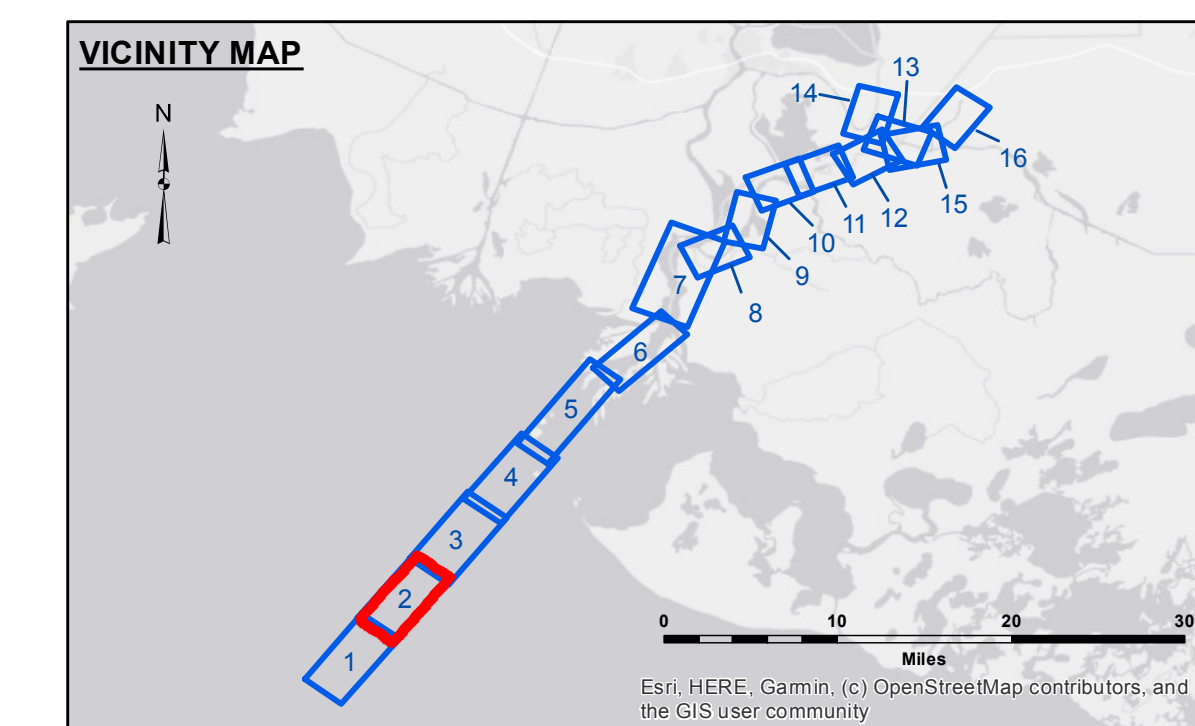 VICINITY MAP
N
13
14
16
15
12
11
10
9
8
7
6
5
4
3
2
1
0 10 20 30
Miles
Esri, HERE, Garmin, (c) OpenStreetMap contributors, and
the GIS user community